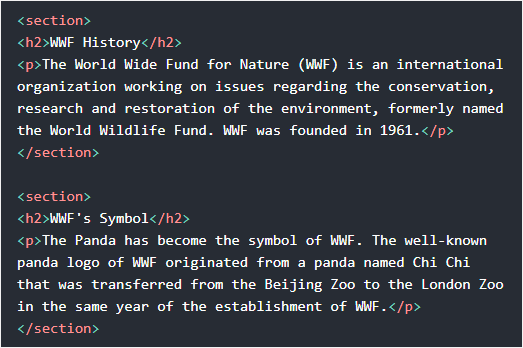 <section>
<h2>WWF History</h2>
<p>The World Wide Fund for Nature (WWF) is an international
organization working on issues regarding the conservation,
research and restoration of the environment, formerly named
the World Wildlife Fund. WWF was founded in 1961.</p>
</section>

<section>
<h2>WWF's Symbol</h2>
<p>The Panda has become the symbol of WWF. The well-known
panda logo of WWF originated from a panda named Chi Chi
that was transferred from the Beijing Zoo to the London Zoo
in the same year of the establishment of WWF.</p>
</section>